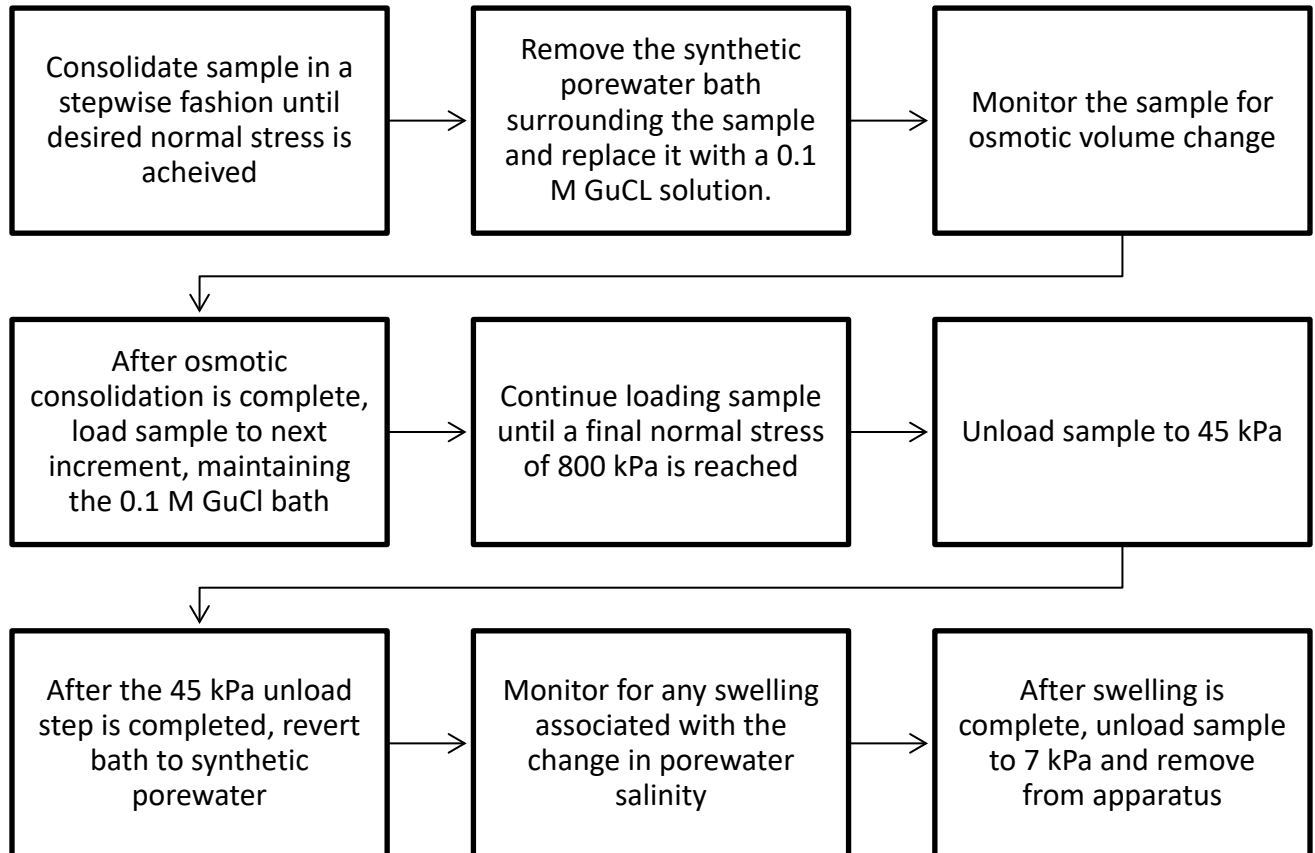 Consolidate sample in a
stepwise fashion until
desired normal stress is
acheived
Remove the synthetic
porewater bath
surrounding the sample
and replace it with a 0.1
M GuCL solution.
Monitor the sample for
osmotic volume change
After osmotic
consolidation is complete,
load sample to next
increment, maintaining
the 0.1 M GuCl bath
Continue loading sample
until a final normal stress
of 800 kPa is reached
Unload sample to 45 kPa
After the 45 kPa unload
step is completed, revert
bath to synthetic
porewater
Monitor for any swelling
associated with the
change in porewater
salinity
After swelling is
complete, unload sample
to 7 kPa and remove
from apparatus